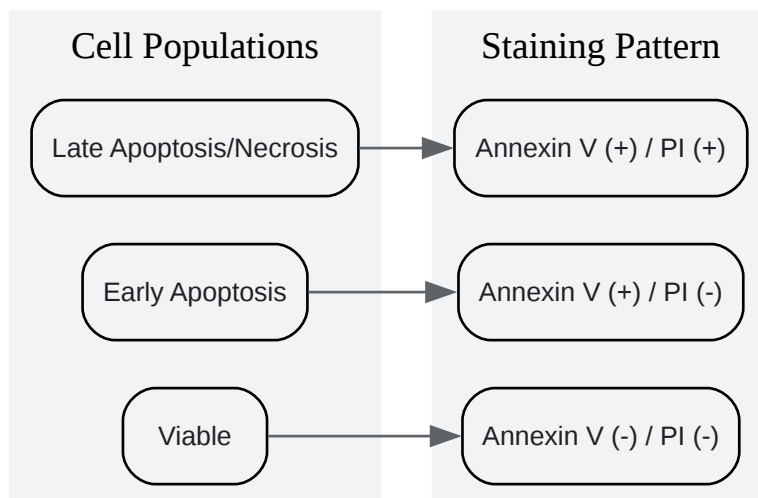 Cell Populations
Staining Pattern
Late Apoptosis/Necrosis
Annexin V (+) / PI (+)
Early Apoptosis
Annexin V (+) / PI (-)
Viable
Annexin V (-) / PI (-)